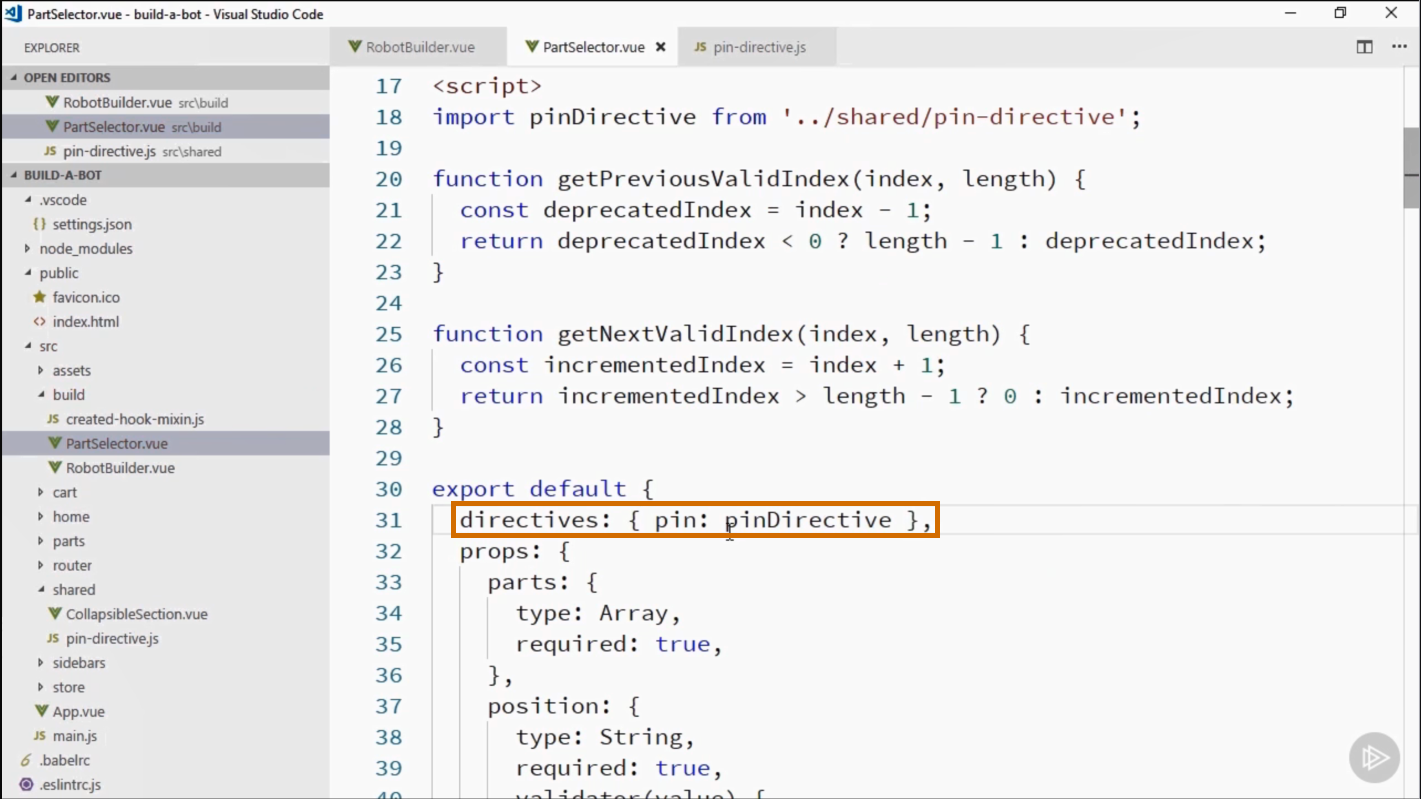 PartSelector.vue - build-a-bot - Visual Studio Code
EXPLORER
OPEN EDITORS
RobotBuilder.vue src\build
PartSelector.vue src\build
JS pin-directive.js src\shared
BUILD-A-BOT
.vscode
{} settings.json
node_modules
public
favicon.ico
<> index.html
src
assets
build
JS created-hook-mixin.js
PartSelector.vue
RobotBuilder.vue
cart
home
parts
router
shared
CollapsibleSection.vue
JS pin-directive.js
sidebars
store
App.vue
JS main.js
6 .babelrc
.eslintrc.js
RobotBuilder.vue
PartSelector.vue
JS pin-directive.js
17 <script>
18 import pinDirective from '../shared/pin-directive';
19
20 function getPreviousValidIndex(index, length) {
21 const deprecatedIndex = index - 1;
22 return deprecatedIndex < 0 ? length - 1 : deprecatedIndex;
23 }
24
25 function getNextValidIndex(index, length) {
26 const incrementedIndex = index + 1;
27 return incrementedIndex > length - 1 ? 0 : incrementedIndex;
28 }
29
30 export default {
31 directives: { pin: pinDirective },
32 props: {
33 parts: {
34 type: Array,
35 required: true,
36 },
37 position: {
38 type: String,
39 required: true,
40 validator(value) {